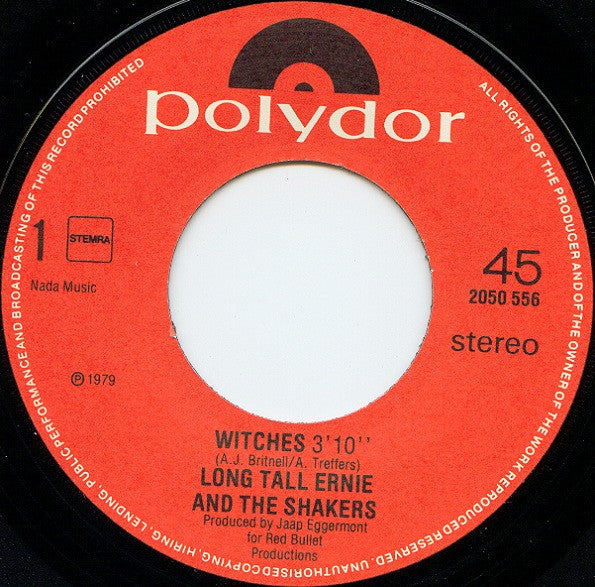 polydor
1
STEMRA
Nada Music
℗ 1979
45
2050 556
stereo
WITCHES 3'10''
(A.J. Britnell/A. Treffers)
LONG TALL ERNIE
AND THE SHAKERS
Produced by Jaap Eggermont
for Red Bullet
Productions
ALL RIGHTS OF THE PRODUCER AND OF THE OWNER OF THE WORK REPRODUCED RESERVED. UNAUTHORISED COPYING, HIRING, LENDING, PUBLIC PERFORMANCE AND BROADCASTING OF THIS RECORD PROHIBITED